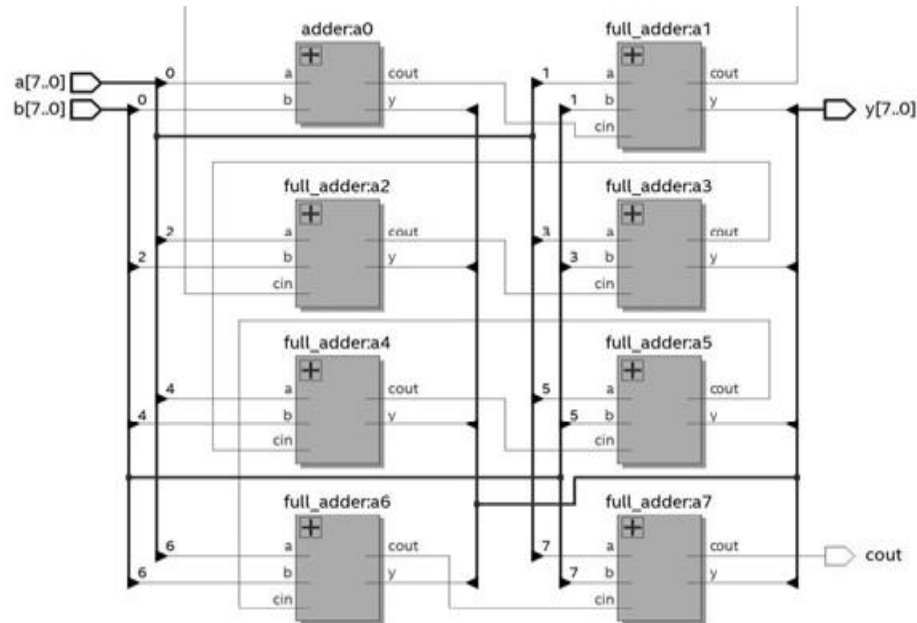 adder:a0
full_adder:a1
a[7..0]
0
a
cout
1
a
cout
b[7..0]
0
b
y
1
b
y
y[7..0]
cin
full_adder:a2
full_adder:a3
2
a
cout
3
a
cout
2
b
y
3
b
y
cin
cin
full_adder:a4
full_adder:a5
4
a
cout
5
a
cout
4
b
y
5
b
y
cin
cin
full_adder:a6
full_adder:a7
6
a
cout
7
a
cout
cout
6
b
y
7
b
y
cin
cin